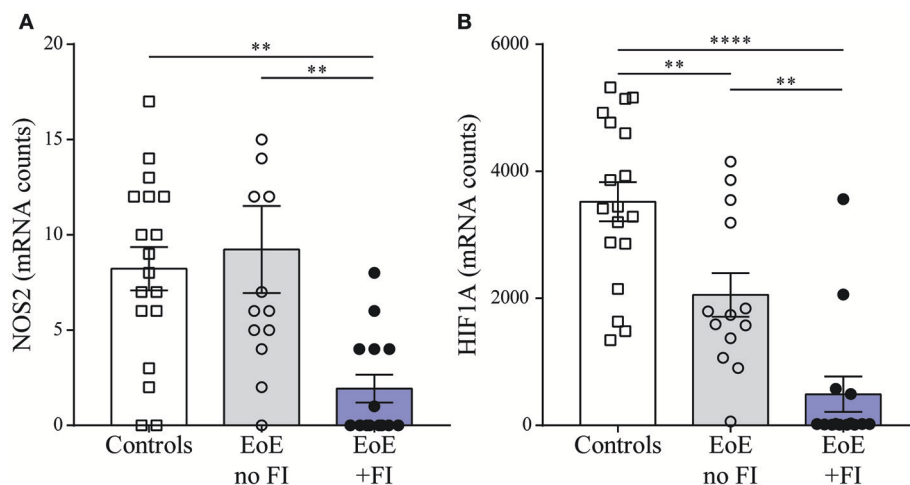 A
NOS2 (mRNA counts)
20
15
10
5
0
**
**
Controls
EoE
no FI
EoE
+FI
B
HIF1A (mRNA counts)
6000
4000
2000
0
****
**
**
Controls
EoE
no FI
EoE
+FI